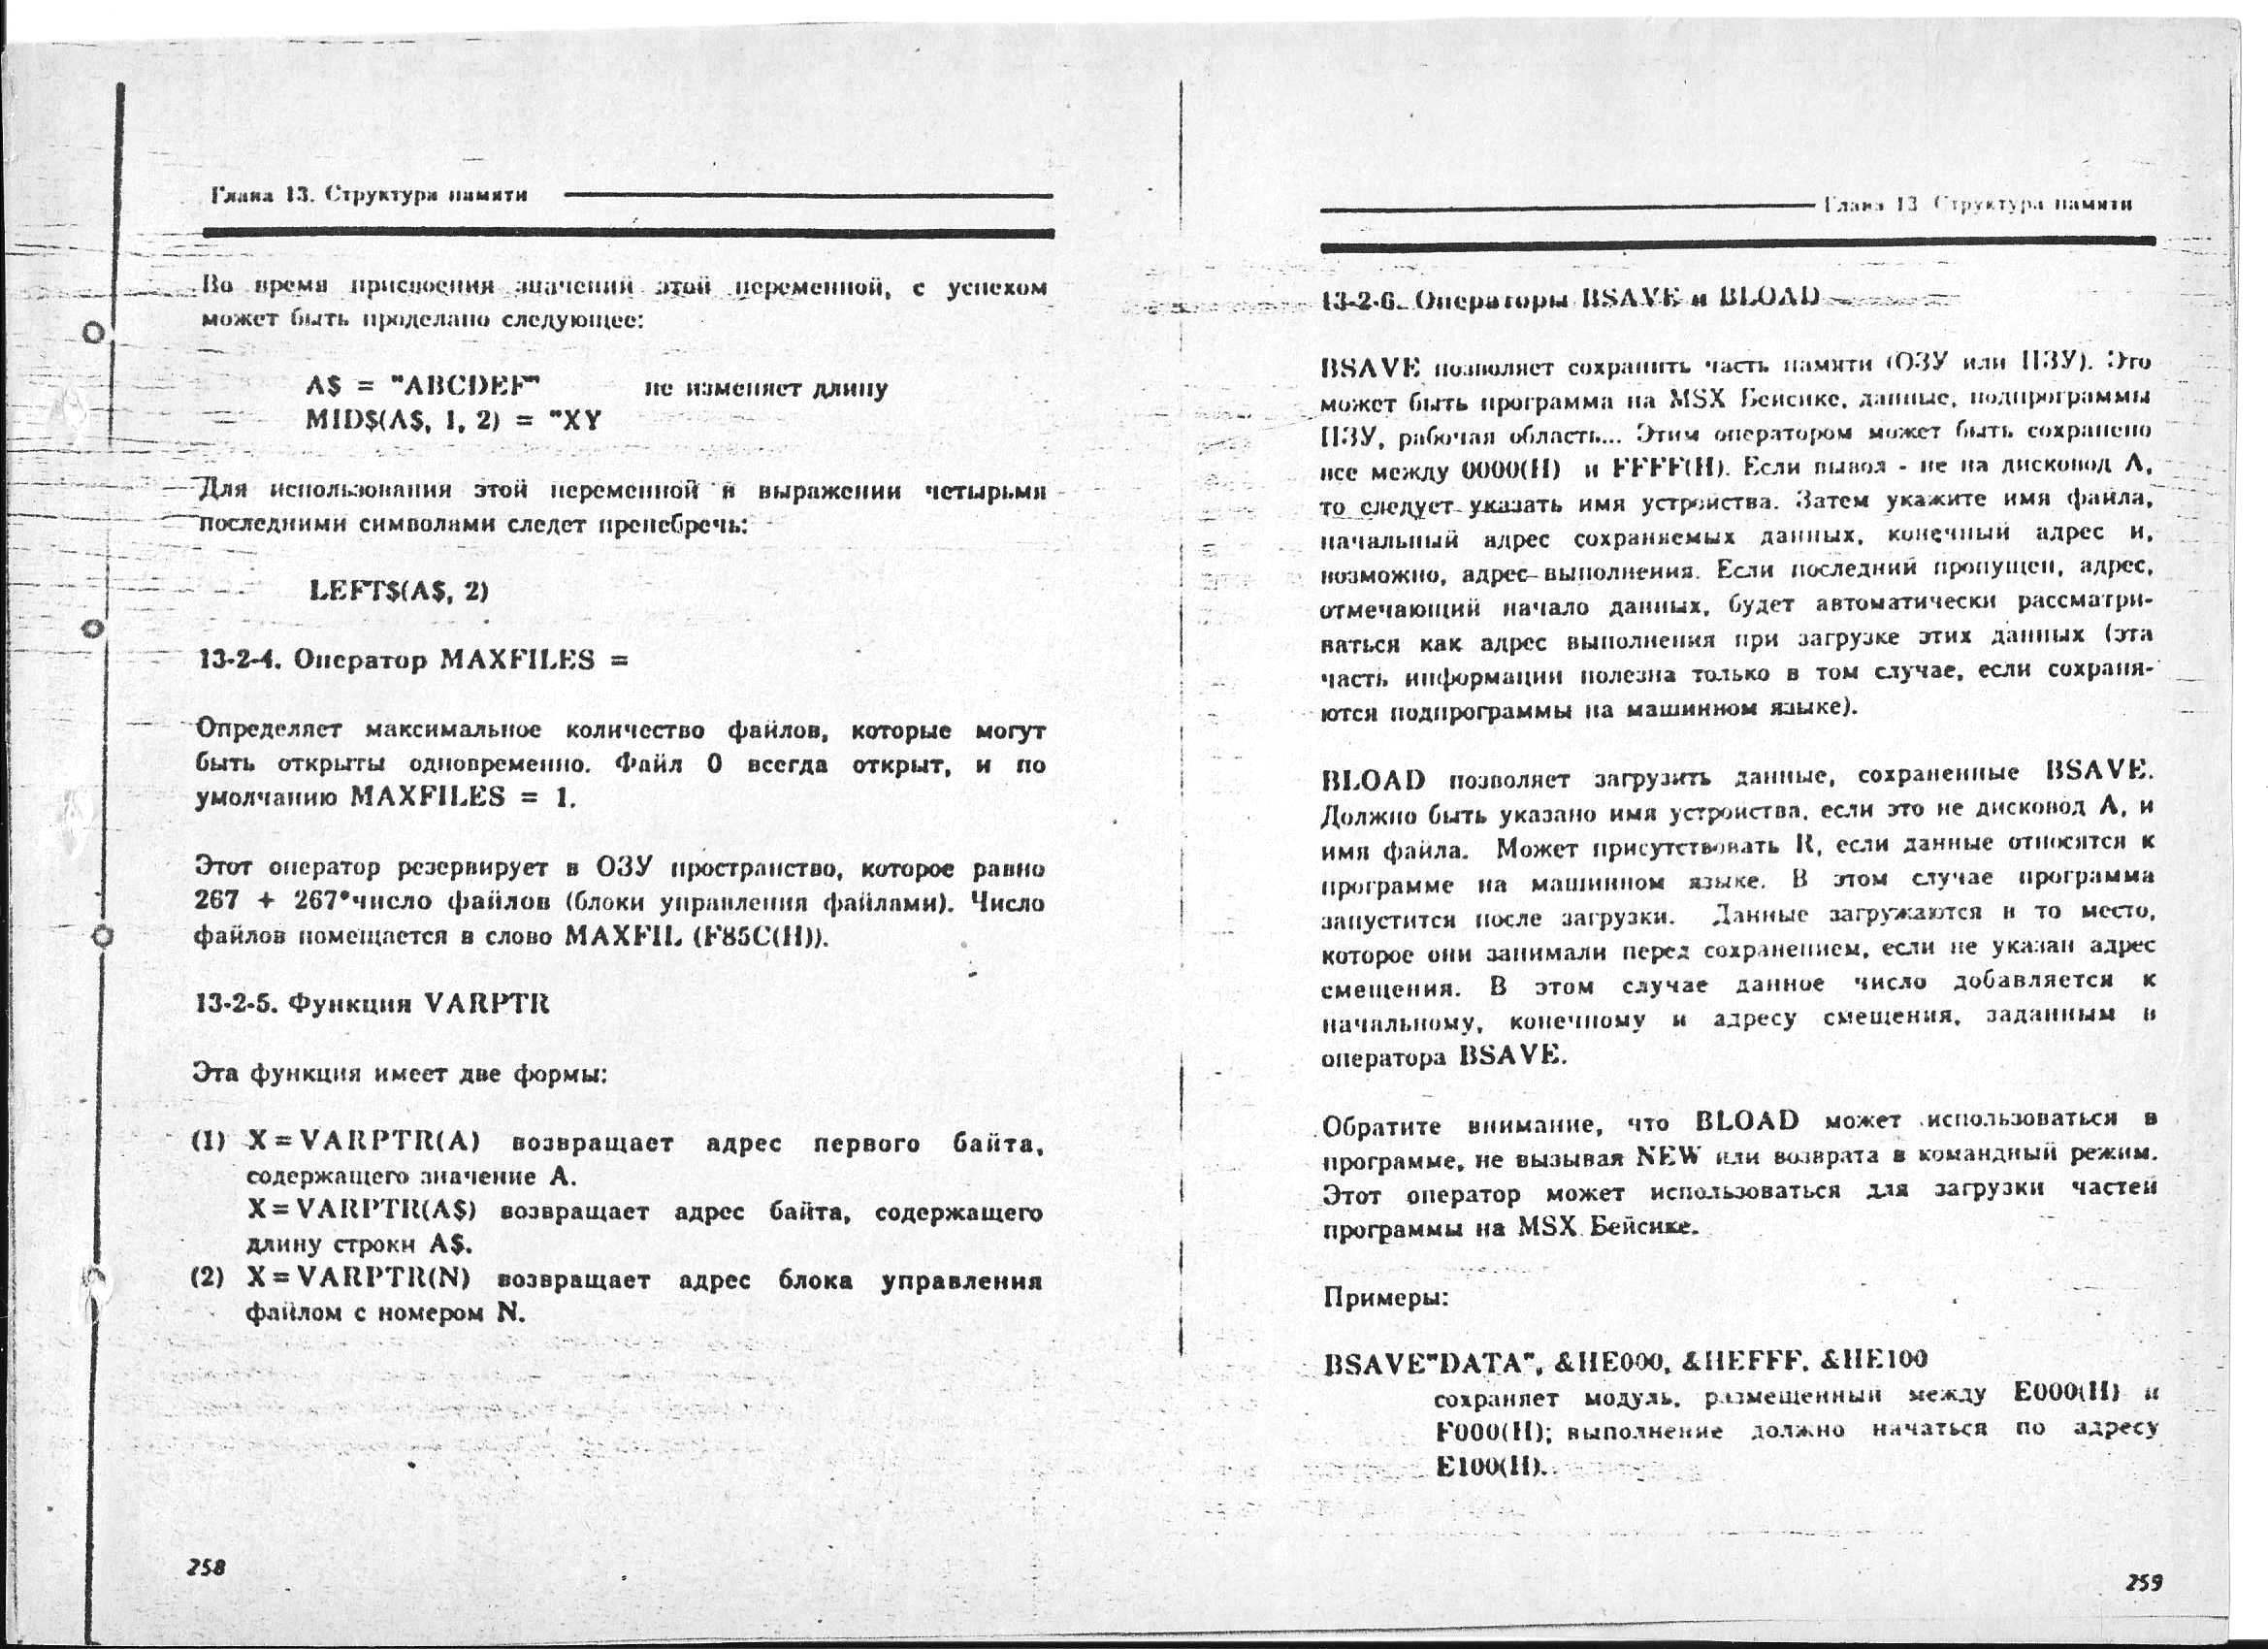 Глава 13. Структура памяти
Во время присвоения значений этой переменной, с успехом
может быть проделано следующее:
A$ = "ABCDEF" не изменяет длину
MID$(A$, 1, 2) = "XY
Для использования этой переменной в выражении четырьмя
последними символами следет пренебречь:
LEFT$(A$, 2)
13-2-4. Оператор MAXFILES =
Определяет максимальное количество файлов, которые могут
быть открыты одновременно. Файл 0 всегда открыт, и по
умолчанию MAXFILES = 1.
Этот оператор резервирует в ОЗУ пространство, которое равно
267 + 267*число файлов (блоки управления файлами). Число
файлов помещается в слово MAXFIL (F85C(H)).
13-2-5. Функция VARPTR
Эта функция имеет две формы:
(1) X=VARPTR(A) возвращает адрес первого байта,
содержащего значение A.
X=VARPTR(A$) возвращает адрес байта, содержащего
длину строки A$.
(2) X=VARPTR(N) возвращает адрес блока управления
файлом с номером N.
258
Глава 13 Структура памяти
13-2-6. Операторы BSAVE и BLOAD
BSAVE позволяет сохранить часть памяти (ОЗУ или ПЗУ). Это
может быть программа на MSX Бейсике, данные, подпрограммы
ПЗУ, рабочая область... Этим оператором может быть сохранено
все между 0000(H) и FFFF(H). Если вывод - не на дисковод A,
то следует указать имя устройства. Затем укажите имя файла,
начальный адрес сохраняемых данных, конечный адрес и,
возможно, адрес выполнения. Если последний пропущен, адрес,
отмечающий начало данных, будет автоматически рассматри-
ваться как адрес выполнения при загрузке этих данных (эта
часть информации полезна только в том случае, если сохраня-
ются подпрограммы на машинном языке).
BLOAD позволяет загрузить данные, сохраненные BSAVE.
Должно быть указано имя устройства, если это не дисковод A, и
имя файла. Может присутствовать R, если данные относятся к
программе на машинном языке. В этом случае программа
запустится после загрузки. Данные загружаются в то место,
которое они занимали перед сохранением, если не указан адрес
смещения. В этом случае данное число добавляется к
начальному, конечному и адресу смещения, заданным в
оператора BSAVE.
Обратите внимание, что BLOAD может использоваться в
программе, не вызывая NEW или возврата в командный режим.
Этот оператор может использоваться для загрузки частей
программы на MSX Бейсике.
Примеры:
BSAVE"DATA", &HE000, &HEFFF, &HE100
сохраняет модуль, размещенный между E000(H) и
F000(H); выполнение должно начаться по адресу
E100(H).
259